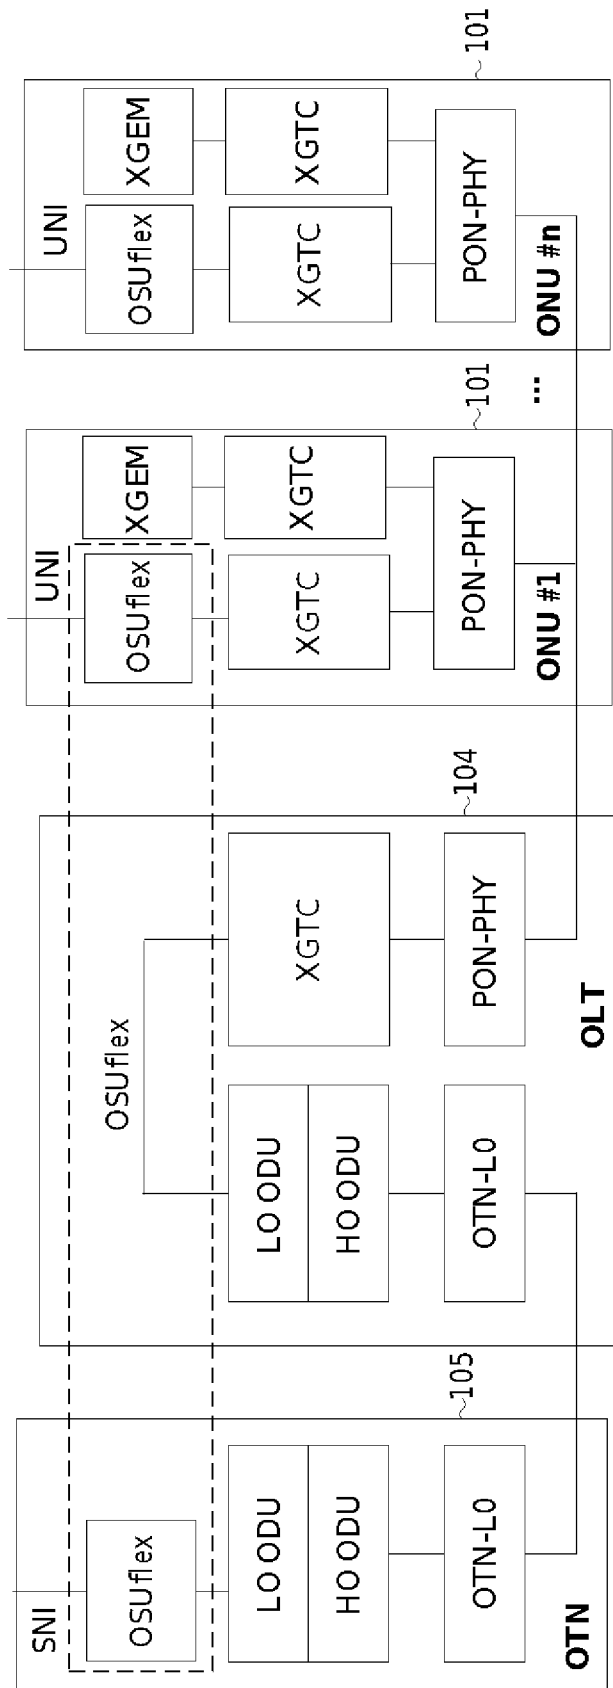 SNI
OSUflex
LO ODU
HO ODU
OTN-L0
OTN
105
OSUflex
LO ODU
HO ODU
OTN-L0
XGTC
PON-PHY
OLT
104
UNI
OSUflex
XGEM
XGTC
XGTC
PON-PHY
ONU #1
101
...
UNI
OSUflex
XGEM
XGTC
XGTC
PON-PHY
ONU #n
101